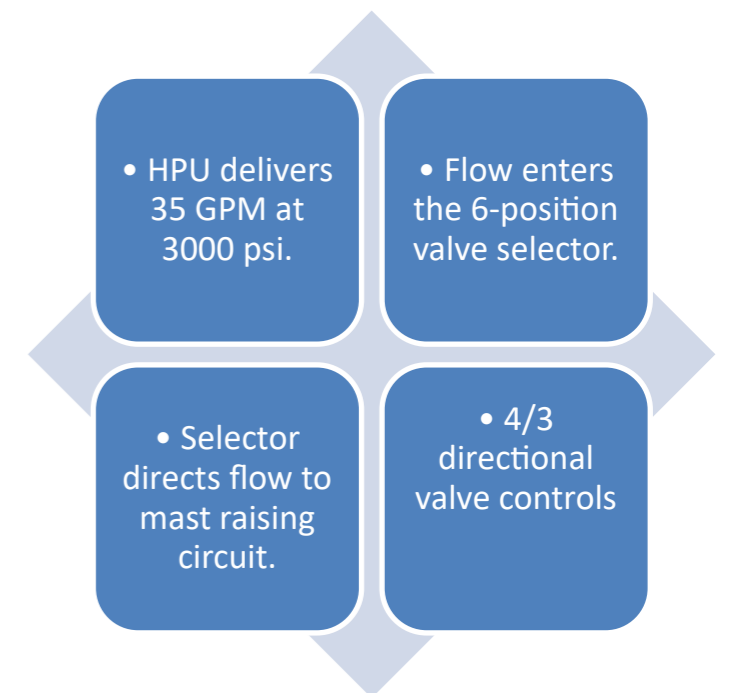 • HPU delivers
35 GPM at
3000 psi.
• Flow enters
the 6-position
valve selector.
• Selector
directs flow to
mast raising
circuit.
• 4/3
directional
valve controls